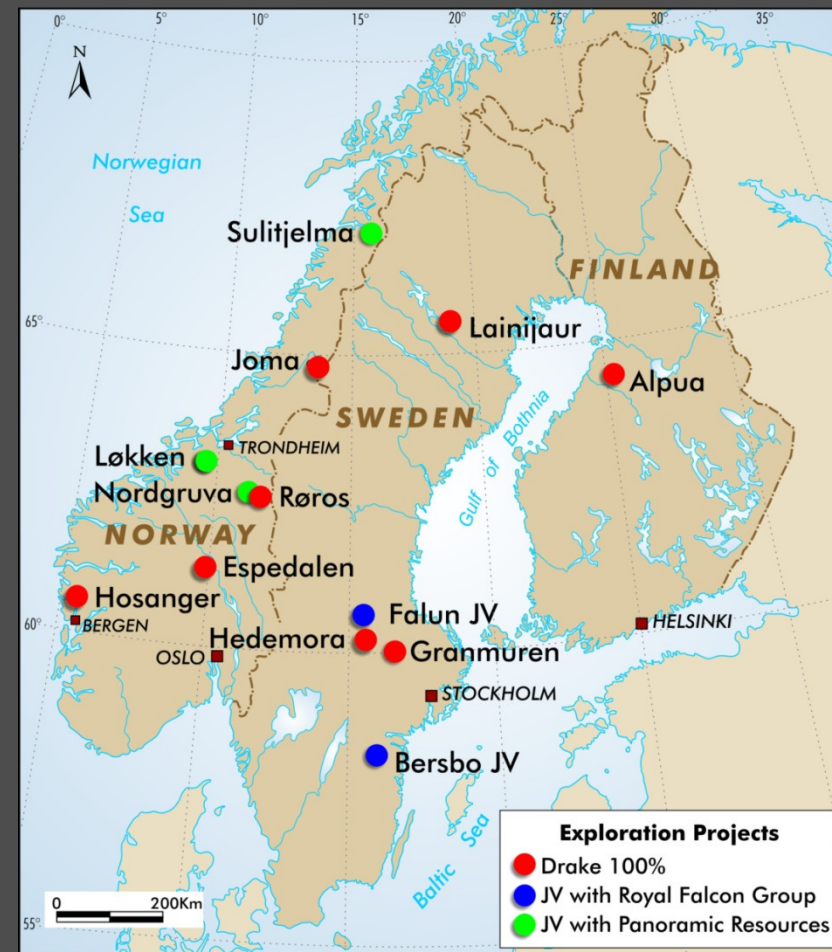 0°
5°
10°
15°
20°
25°
30°
35°
N
Norwegian
Sea
Sulitjelma
FINLAND
65°
Lainijaur
Joma
Alpua
SWEDEN
Gulf of Bothnia
TRONDHEIM
Løkken
Nordgruva
Røros
NORWAY
Espedalen
Hosanger
BERGEN
60°
Falun JV
HELSINKI
Hedemora
OSLO
Granmuren
STOCKHOLM
Bersbo JV
Baltic Sea
Exploration Projects
Drake 100%
JV with Royal Falcon Group
JV with Panoramic Resources
0 200Km
55°